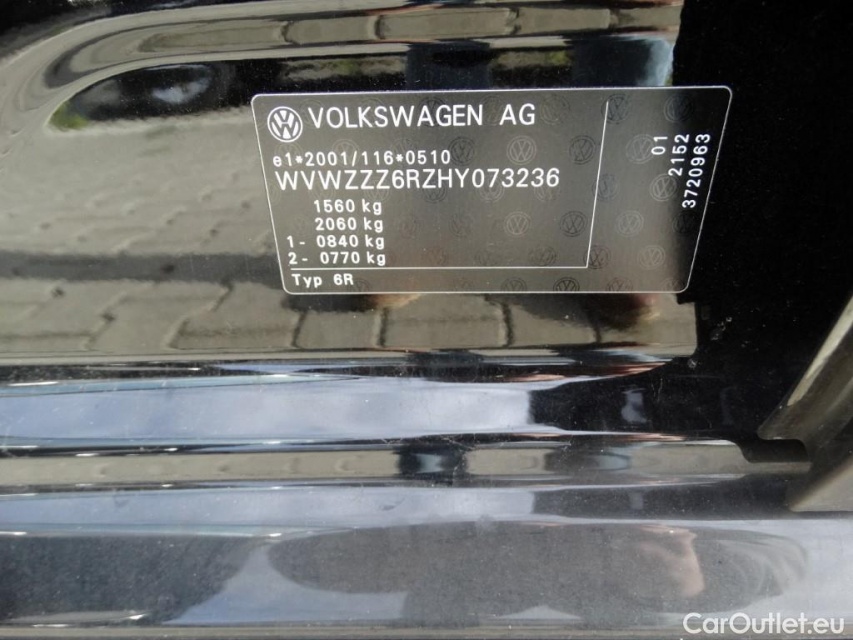 VOLKSWAGEN AG
e1*2001/116*0510
WVWZZZ6RZHY073236
1560 kg
2060 kg
1- 0840 kg
2- 0770 kg
Typ 6R
01
2152
3720963
CarOutlet.eu